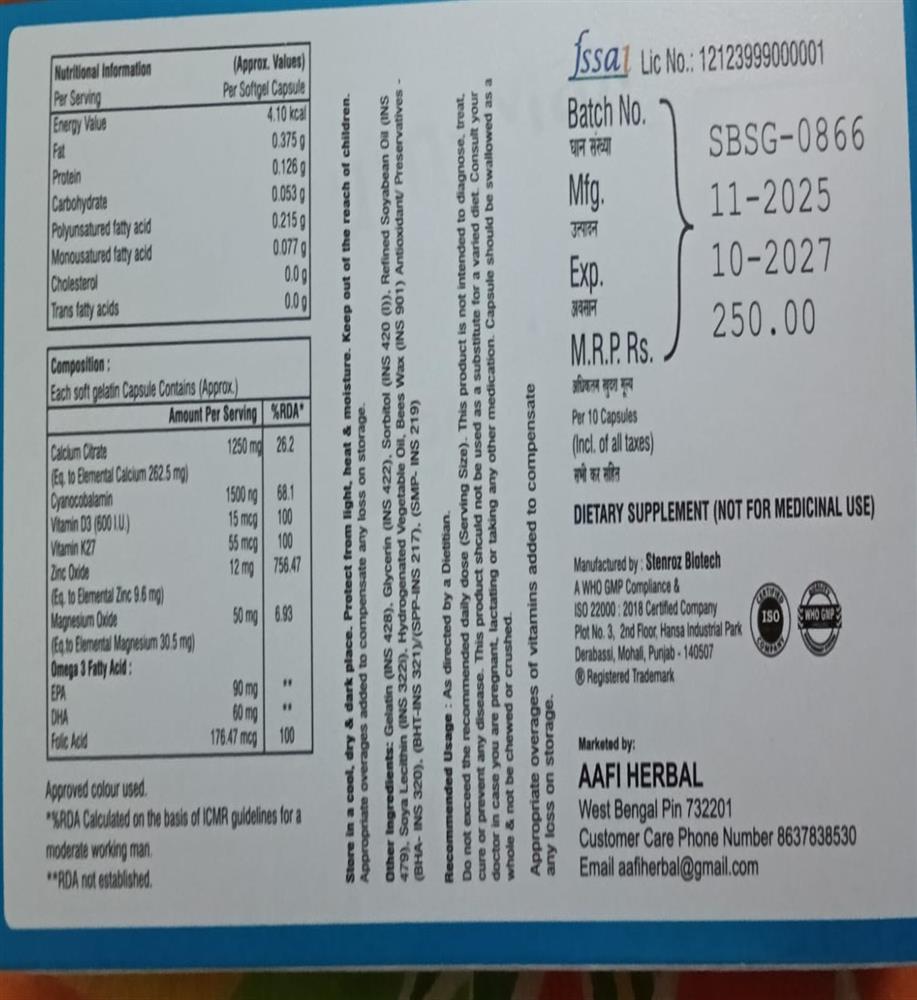 Nutritional Information (Approx. Values)
Per Serving Per Softgel Capsule
Energy Value 4.10 kcal
Fat 0.375 g
Protein 0.126 g
Carbohydrate 0.053 g
Polyunsatured fatty acid 0.215 g
Monousatured fatty acid 0.077 g
Cholesterol 0.0 g
Trans fatty acids 0.0 g
Composition :
Each soft gelatin Capsule Contains (Approx.)
Amount Per Serving %RDA*
Calcium Citrate 1250 mg 26.2
(Eq. to Elemental Calcium 262.5 mg)
Cyanocobalamin 1500 ng 68.1
Vitamin D3 (600 I.U.) 15 mcg 100
Vitamin K27 55 mcg 100
Zinc Oxide 12 mg 756.47
(Eq. to Elemental Zinc 9.6 mg)
Magnesium Oxide 50 mg 6.93
(Eq.to Elemental Magnesium 30.5 mg)
Omega 3 Fatty Acid :
EPA 90 mg **
DHA 60 mg **
Folic Acid 176.47 mcg 100
Approved colour used.
*%RDA Calculated on the basis of ICMR guidelines for a
moderate working man.
**RDA not established.
Store in a cool, dry & dark place. Protect from light, heat & moisture. Keep out of the reach of children.
Appropriate overages added to compensate any loss on storage.
Other Ingredients: Gelatin (INS 428), Glycerin (INS 422), Sorbitol (INS 420 (I)). Refined Soyabean Oil (INS
479), Soya Lecithin (INS 322i), Hydrogenated Vegetable Oil, Bees Wax (INS 901) Antioxidant/ Preservatives -
(BHA- INS 320), (BHT-INS 321)/(SPP-INS 217), (SMP- INS 219)
Recommended Usage : As directed by a Dietitian.
Do not exceed the recommended daily dose (Serving Size). This product is not intended to diagnose, treat,
cure or prevent any disease. This product should not be used as a substitute for a varied diet. Consult your
doctor in case you are pregnant, lactating or taking any other medication. Capsule should be swallowed as a
whole & not be chewed or crushed.
Appropriate overages of vitamins added to compensate
any loss on storage.
fssai Lic No.: 12123999000001
Batch No. SBSG-0866
घान संख्या
Mfg. 11-2025
उत्पादन
Exp. 10-2027
अवसान
M.R.P. Rs. 250.00
अधिकतम खुदरा मूल्य
Per 10 Capsules
(Incl. of all taxes)
सभी कर सहित
DIETARY SUPPLEMENT (NOT FOR MEDICINAL USE)
Manufactured by : Stenroz Biotech
A WHO GMP Compliance &
ISO 22000 : 2018 Certified Company
Plot No. 3, 2nd Floor, Hansa Industrial Park
Derabassi, Mohali, Punjab - 140507
® Registered Trademark
CERTIFIED
ISO
COMPANY
WHO GMP
Marketed by:
AAFI HERBAL
West Bengal Pin 732201
Customer Care Phone Number 8637838530
Email aafiherbal@gmail.com